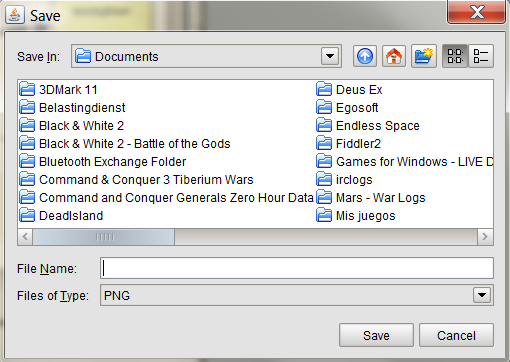 Save
Save In: Documents
3DMark 11
Belastingdienst
Black & White 2
Black & White 2 - Battle of the Gods
Bluetooth Exchange Folder
Command & Conquer 3 Tiberium Wars
Command and Conquer Generals Zero Hour Data
DeadIsland
Deus Ex
Egosoft
Endless Space
Fiddler2
Games for Windows - LIVE D
irclogs
Mars - War Logs
Mis juegos
File Name:
Files of Type: PNG
Save Cancel